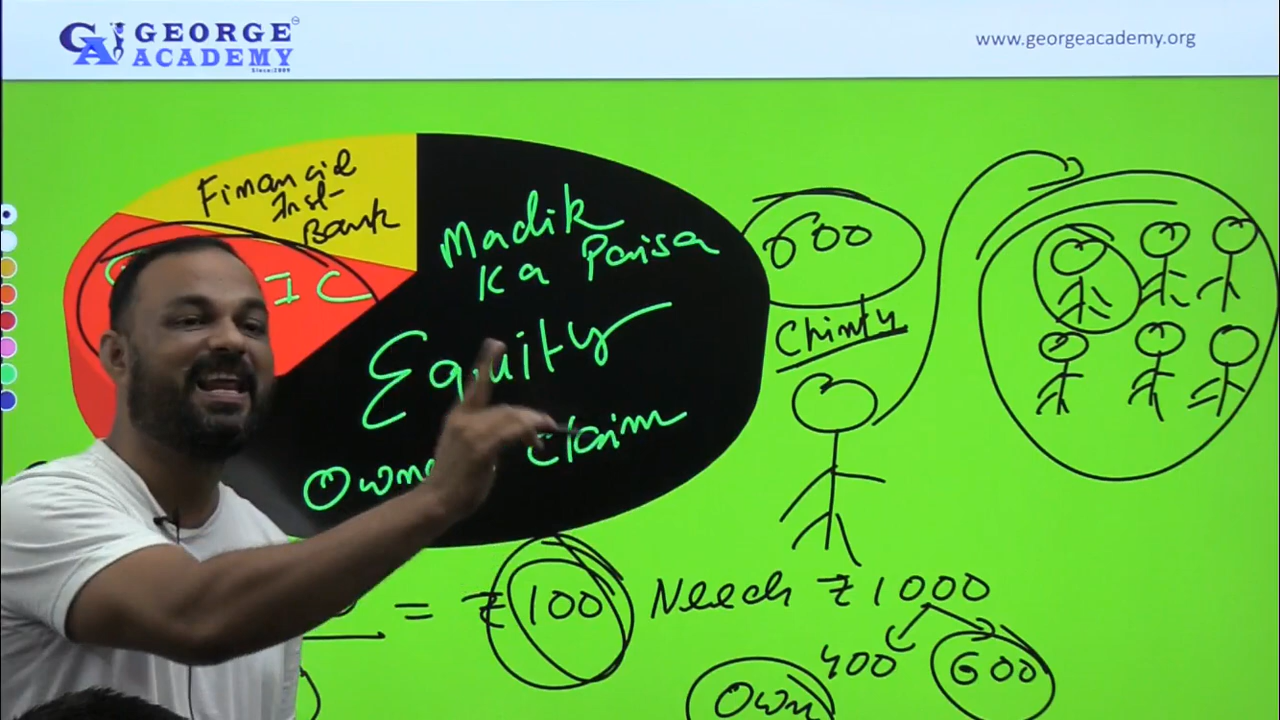 GEORGE
ACADEMY
Since:2009
www.georgeacademy.org
Financial
Inst-
Bank
I C
Madik
Ka Paisa
Equity
Claim
600
Chinty
= ₹100 Need ₹1000
400 600
Own